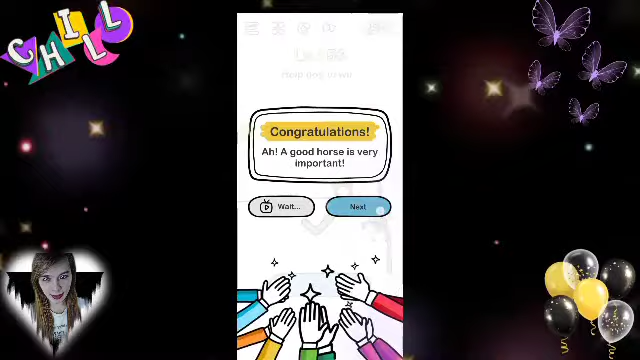 CHILL
Congratulations!
Ah! A good horse is very
important!
Wait...
Next